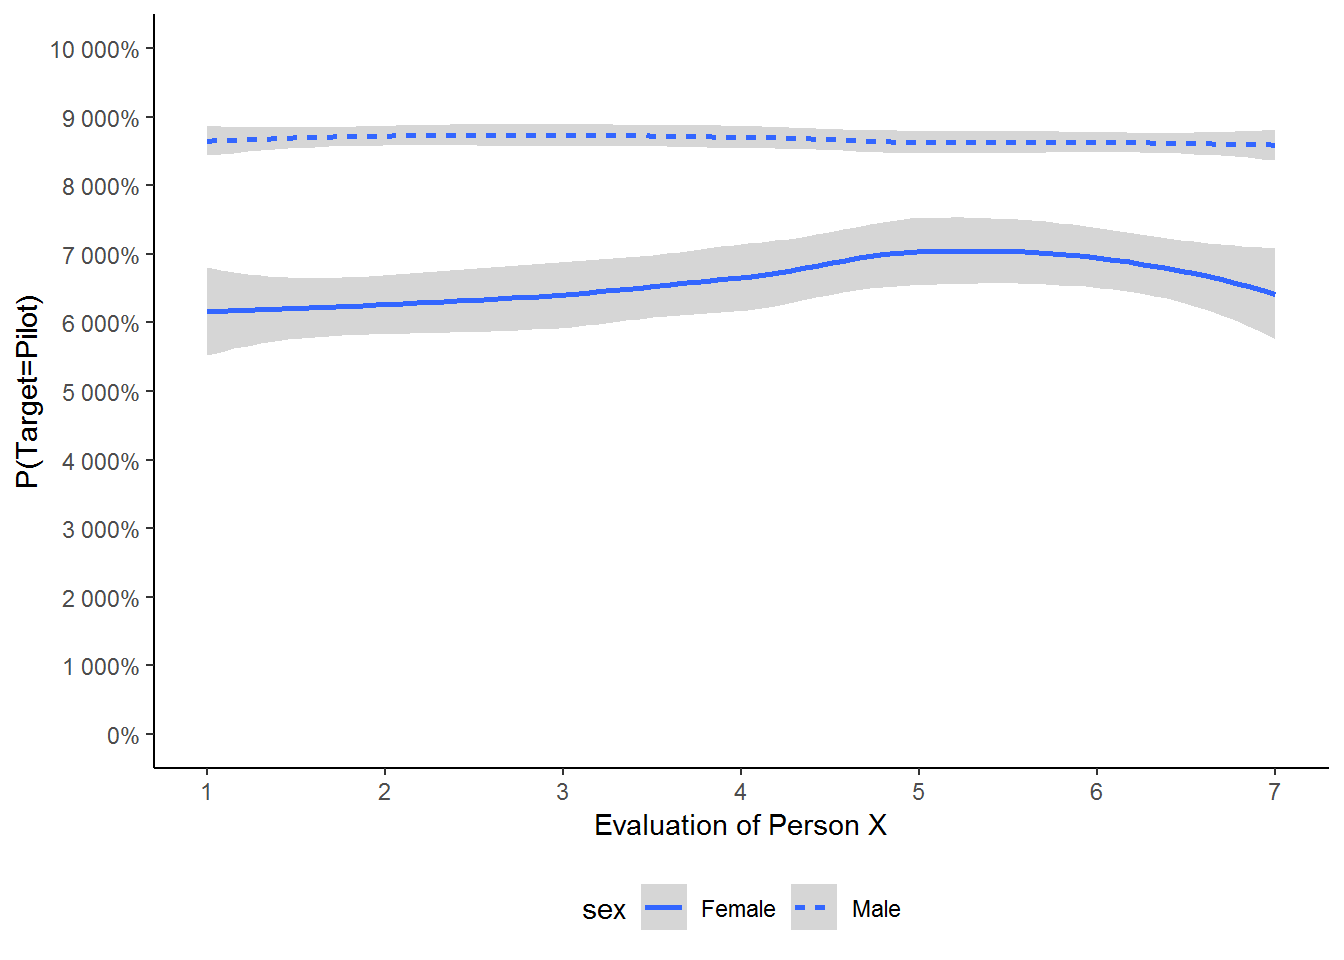 10 000%
9 000%
8 000%
7 000%
6 000%
5 000%
4 000%
3 000%
2 000%
1 000%
0%
P(Target=Pilot)
1 2 3 4 5 6 7
Evaluation of Person X
sex Female Male